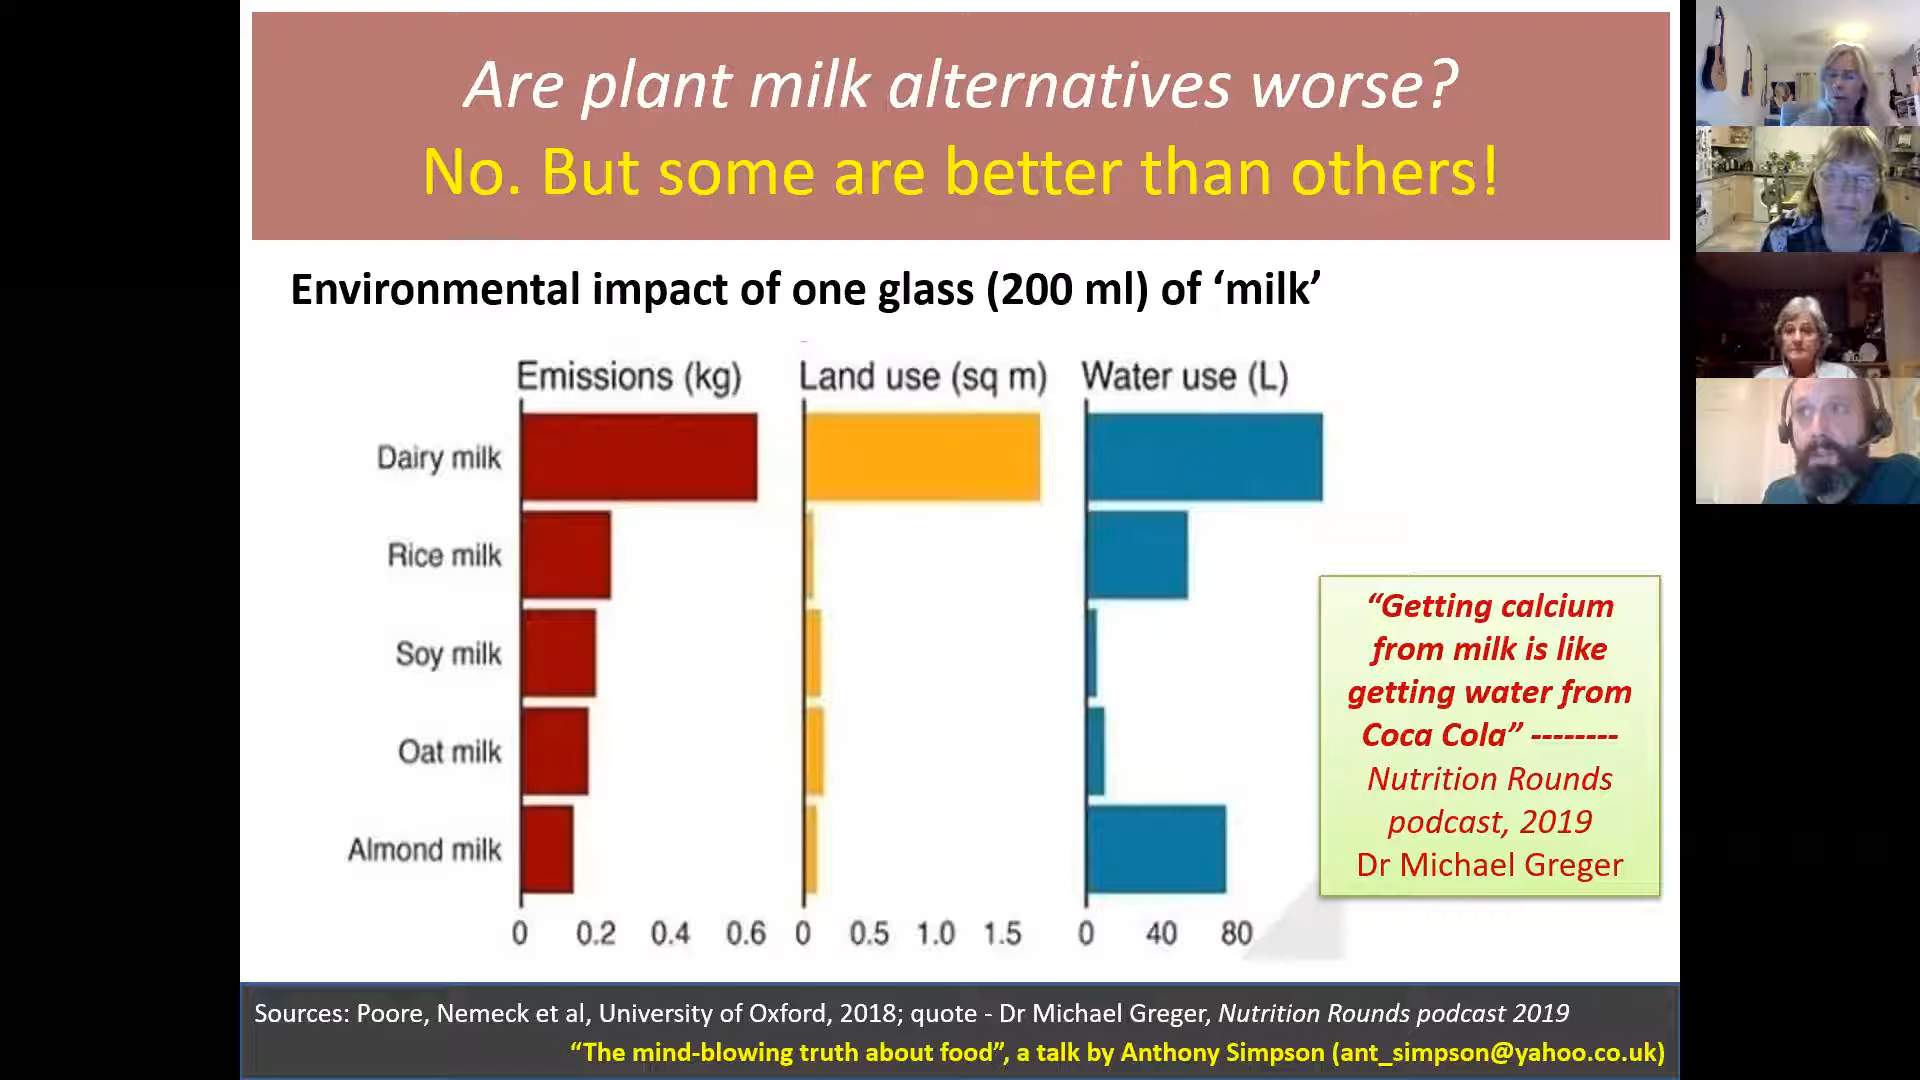 Are plant milk alternatives worse?
No. But some are better than others!
Environmental impact of one glass (200 ml) of ‘milk’
Emissions (kg) Land use (sq m) Water use (L)
Dairy milk
Rice milk
Soy milk
Oat milk
Almond milk
0 0.2 0.4 0.6 0 0.5 1.0 1.5 0 40 80
“Getting calcium
from milk is like
getting water from
Coca Cola” --------
Nutrition Rounds
podcast, 2019
Dr Michael Greger
Sources: Poore, Nemeck et al, University of Oxford, 2018; quote - Dr Michael Greger, Nutrition Rounds podcast 2019
“The mind-blowing truth about food”, a talk by Anthony Simpson (ant_simpson@yahoo.co.uk)